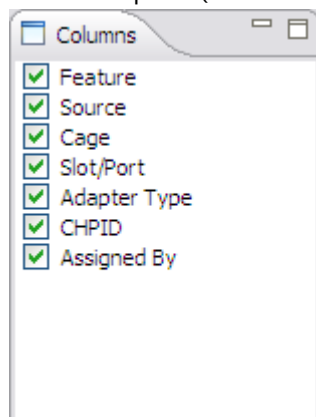 Columns
Feature
Source
Cage
Slot/Port
Adapter Type
CHPID
Assigned By